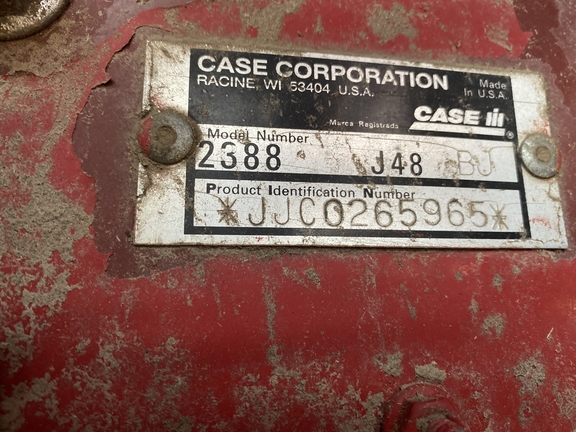 CASE CORPORATION
RACINE, WI 53404 U.S.A.
Made
In U.S.A.
Marca Registrada
CASE IH
®
Model Number
2388 J48 BJ
Product Identification Number
*JJC0265965*